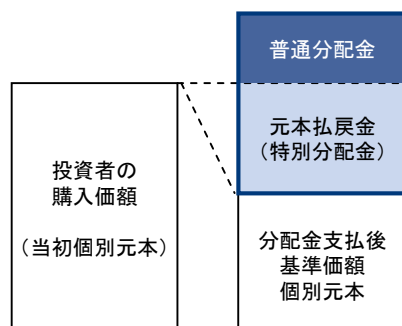 普通分配金
元本払戻金
（特別分配金）
投資者の
購入価額
（当初個別元本）
分配金支払後
基準価額
個別元本